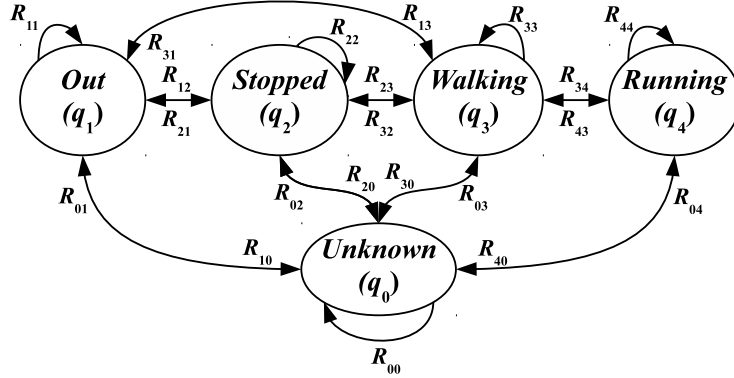 R11
R31
R13
R22
R33
R44
Out
(q1)
R12
R21
Stopped
(q2)
R23
R32
Walking
(q3)
R34
R43
Running
(q4)
R01
R02
R20
R30
R03
R04
R10
Unknown
(q0)
R40
R00